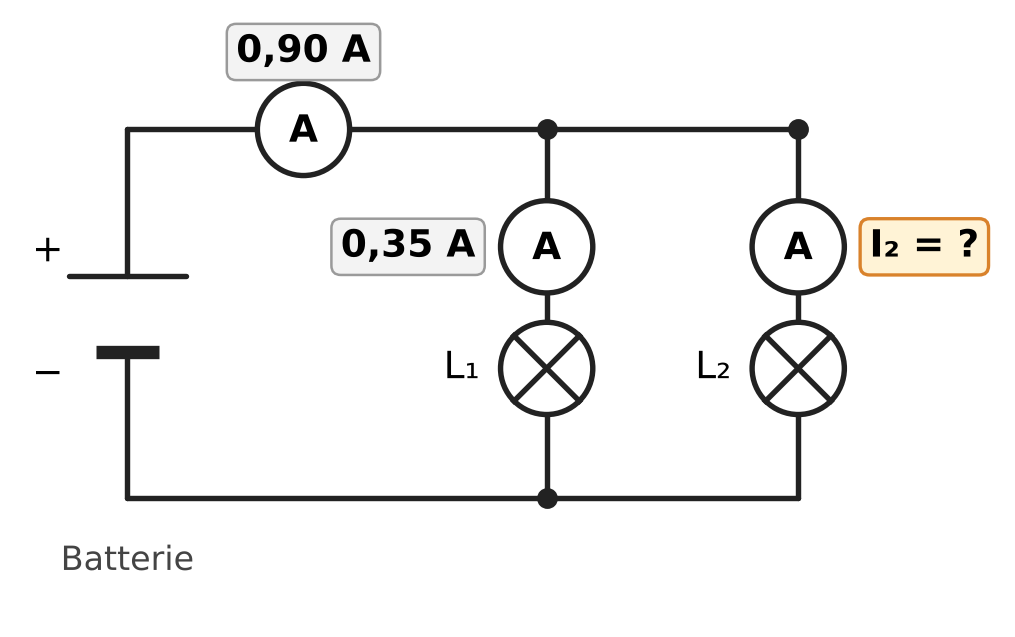 0,90 A
A
+
0,35 A
A
A
I₂ = ?
−
L₁
L₂
Batterie